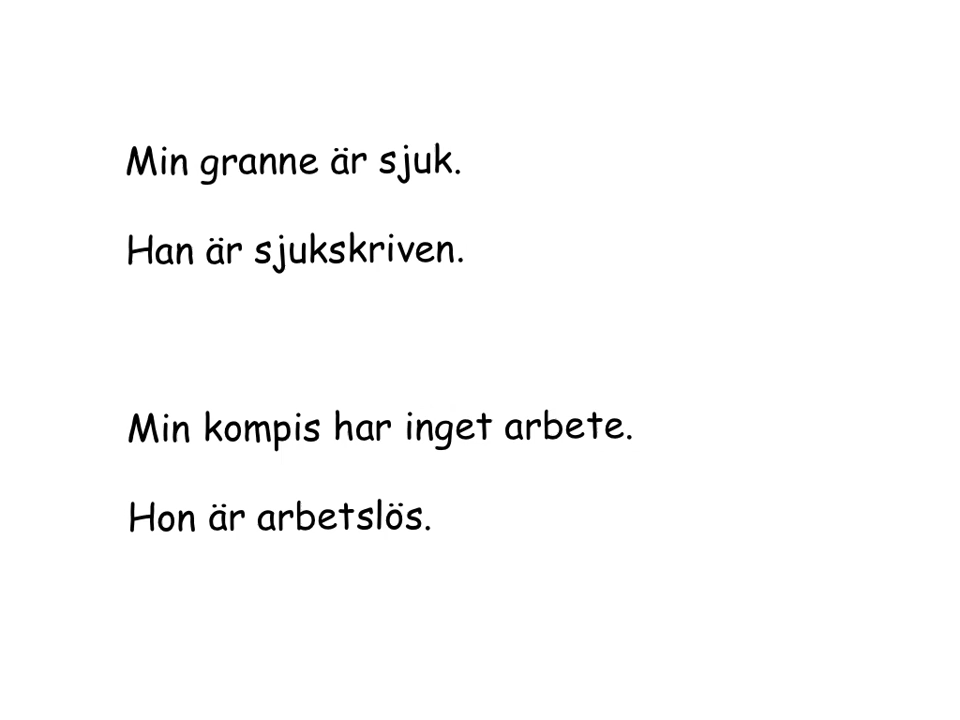 Min granne är sjuk.
Han är sjukskriven.
Min kompis har inget arbete.
Hon är arbetslös.